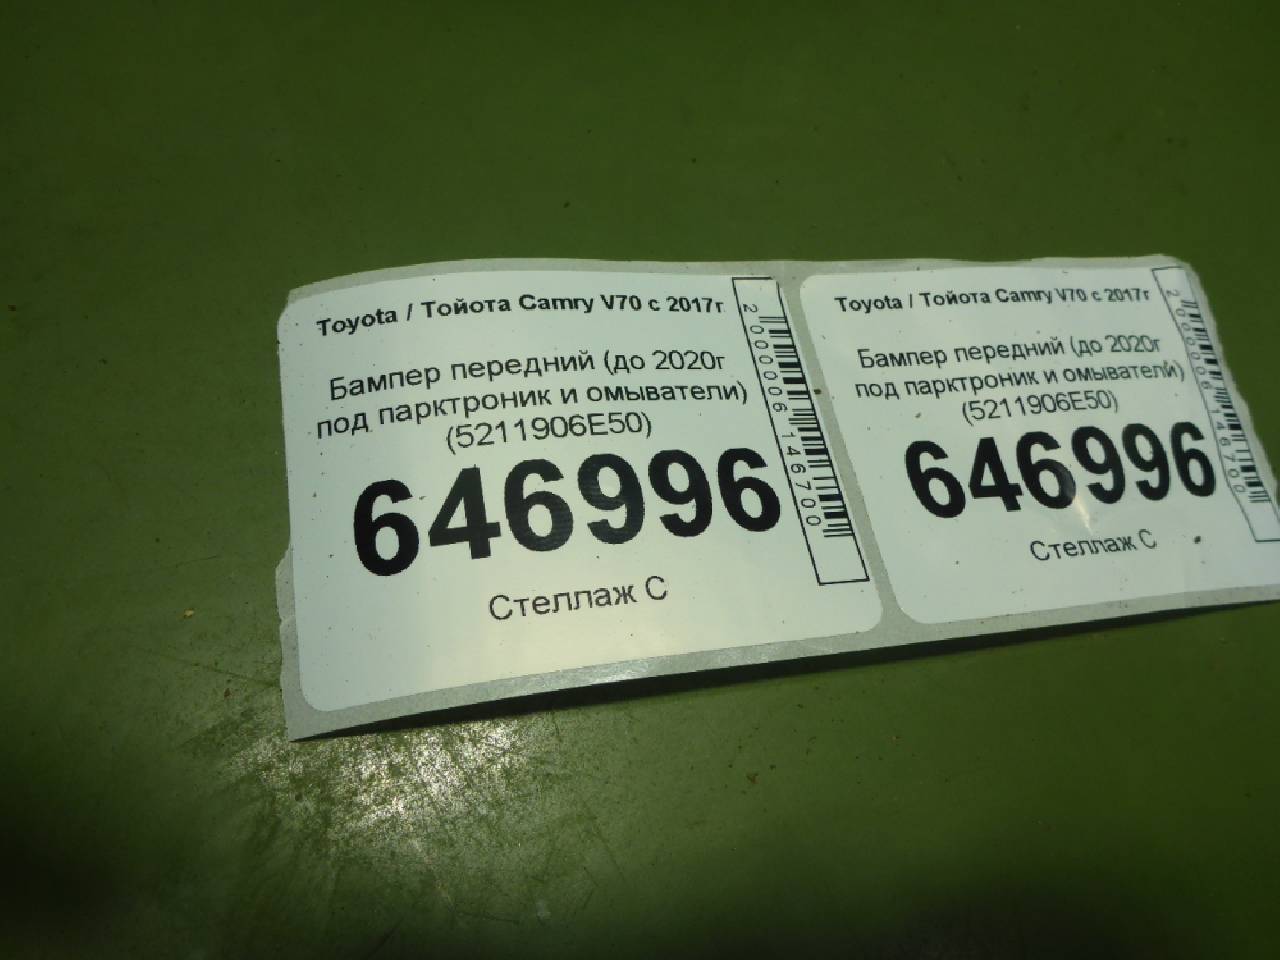 Toyota / Тойота Camry V70 с 2017г
Бампер передний (до 2020г
под парктроник и омыватели)
(5211906E50)
646996
Стеллаж С
2000006146700
Toyota / Тойота Camry V70 с 2017г
Бампер передний (до 2020г
под парктроник и омыватели)
(5211906E50)
646996
Стеллаж С
2000006146700